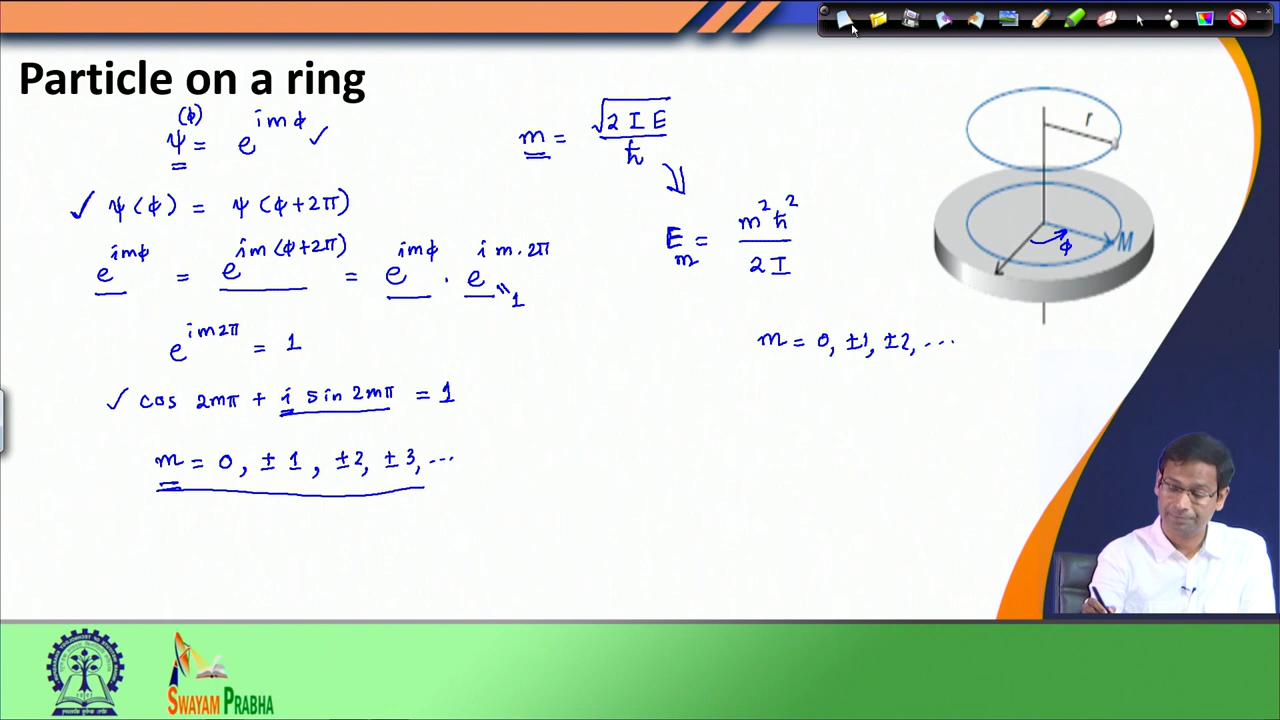 Particle on a ring
ψ(φ) = e^{imφ} ✓
✓ ψ(φ) = ψ(φ+2π)
e^{imφ} = e^{im(φ+2π)} = e^{imφ} · e^{im·2π} = 1
e^{im2π} = 1
✓ cos 2mπ + i sin 2mπ = 1
m = 0, ±1, ±2, ±3, ...
m = √(2IE) / ħ
E_m = m²ħ² / 2I
m = 0, ±1, ±2, ...
r
φ
M
SWAYAM PRABHA